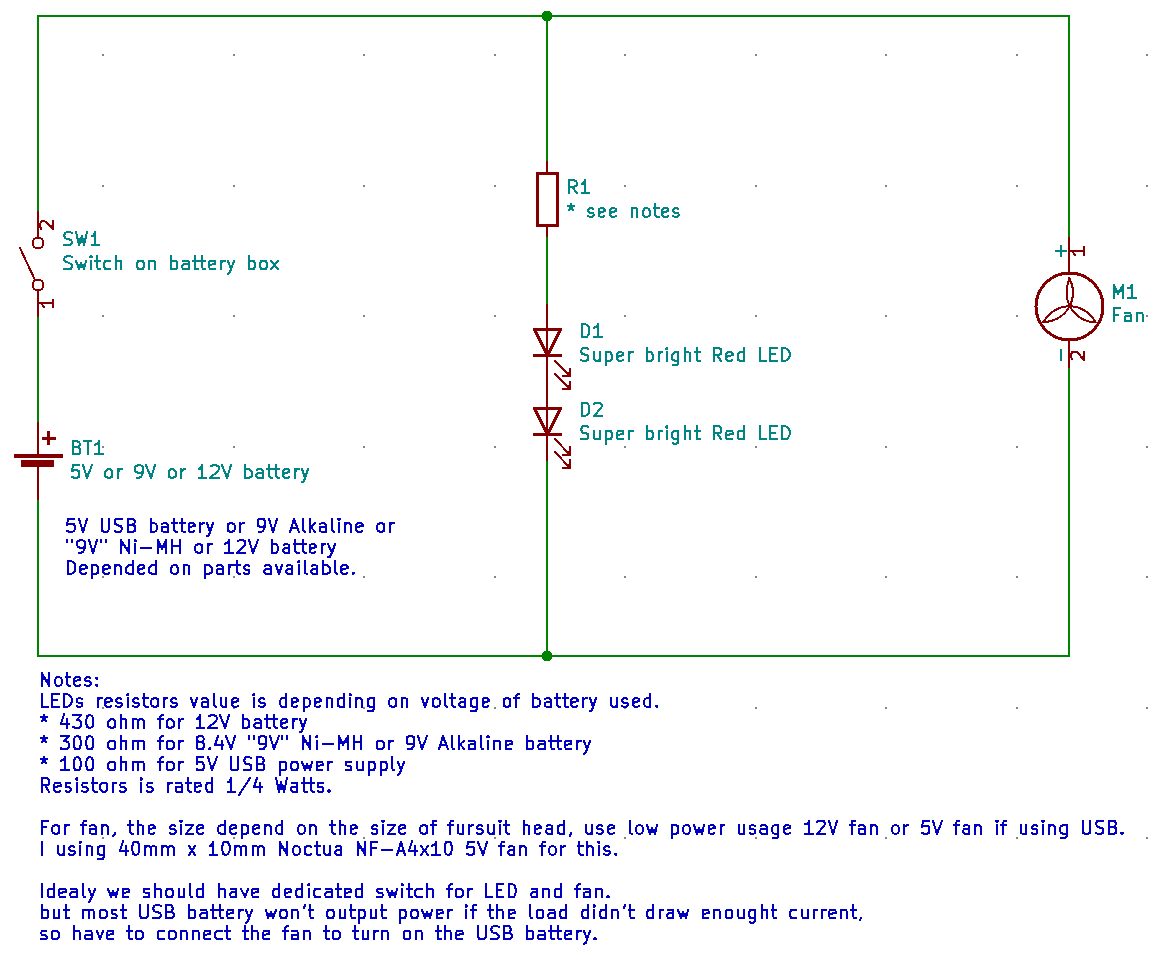 R1
* see notes
2
SW1
Switch on battery box
1
+ 1
M1
Fan
- 2
D1
Super bright Red LED
D2
Super bright Red LED
+
BT1
5V or 9V or 12V battery
5V USB battery or 9V Alkaline or
"9V" Ni-MH or 12V battery
Depended on parts available.
Notes:
LEDs resistors value is depending on voltage of battery used.
* 430 ohm for 12V battery
* 300 ohm for 8.4V "9V" Ni-MH or 9V Alkaline battery
* 100 ohm for 5V USB power supply
Resistors is rated 1/4 Watts.
For fan, the size depend on the size of fursuit head, use low power usage 12V fan or 5V fan if using USB.
I using 40mm x 10mm Noctua NF-A4x10 5V fan for this.
Idealy we should have dedicated switch for LED and fan.
but most USB battery won't output power if the load didn't draw enought current,
so have to connect the fan to turn on the USB battery.